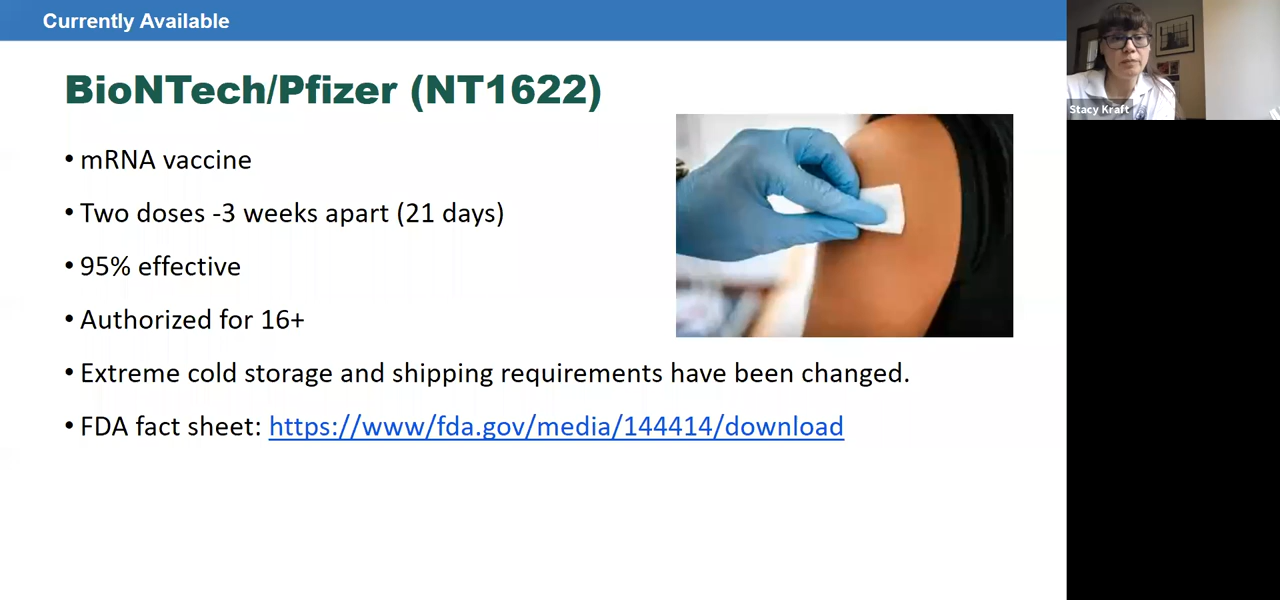 Currently Available
BioNTech/Pfizer (NT1622)
• mRNA vaccine
• Two doses -3 weeks apart (21 days)
• 95% effective
• Authorized for 16+
• Extreme cold storage and shipping requirements have been changed.
• FDA fact sheet: https://www/fda.gov/media/144414/download
Stacy Kraft